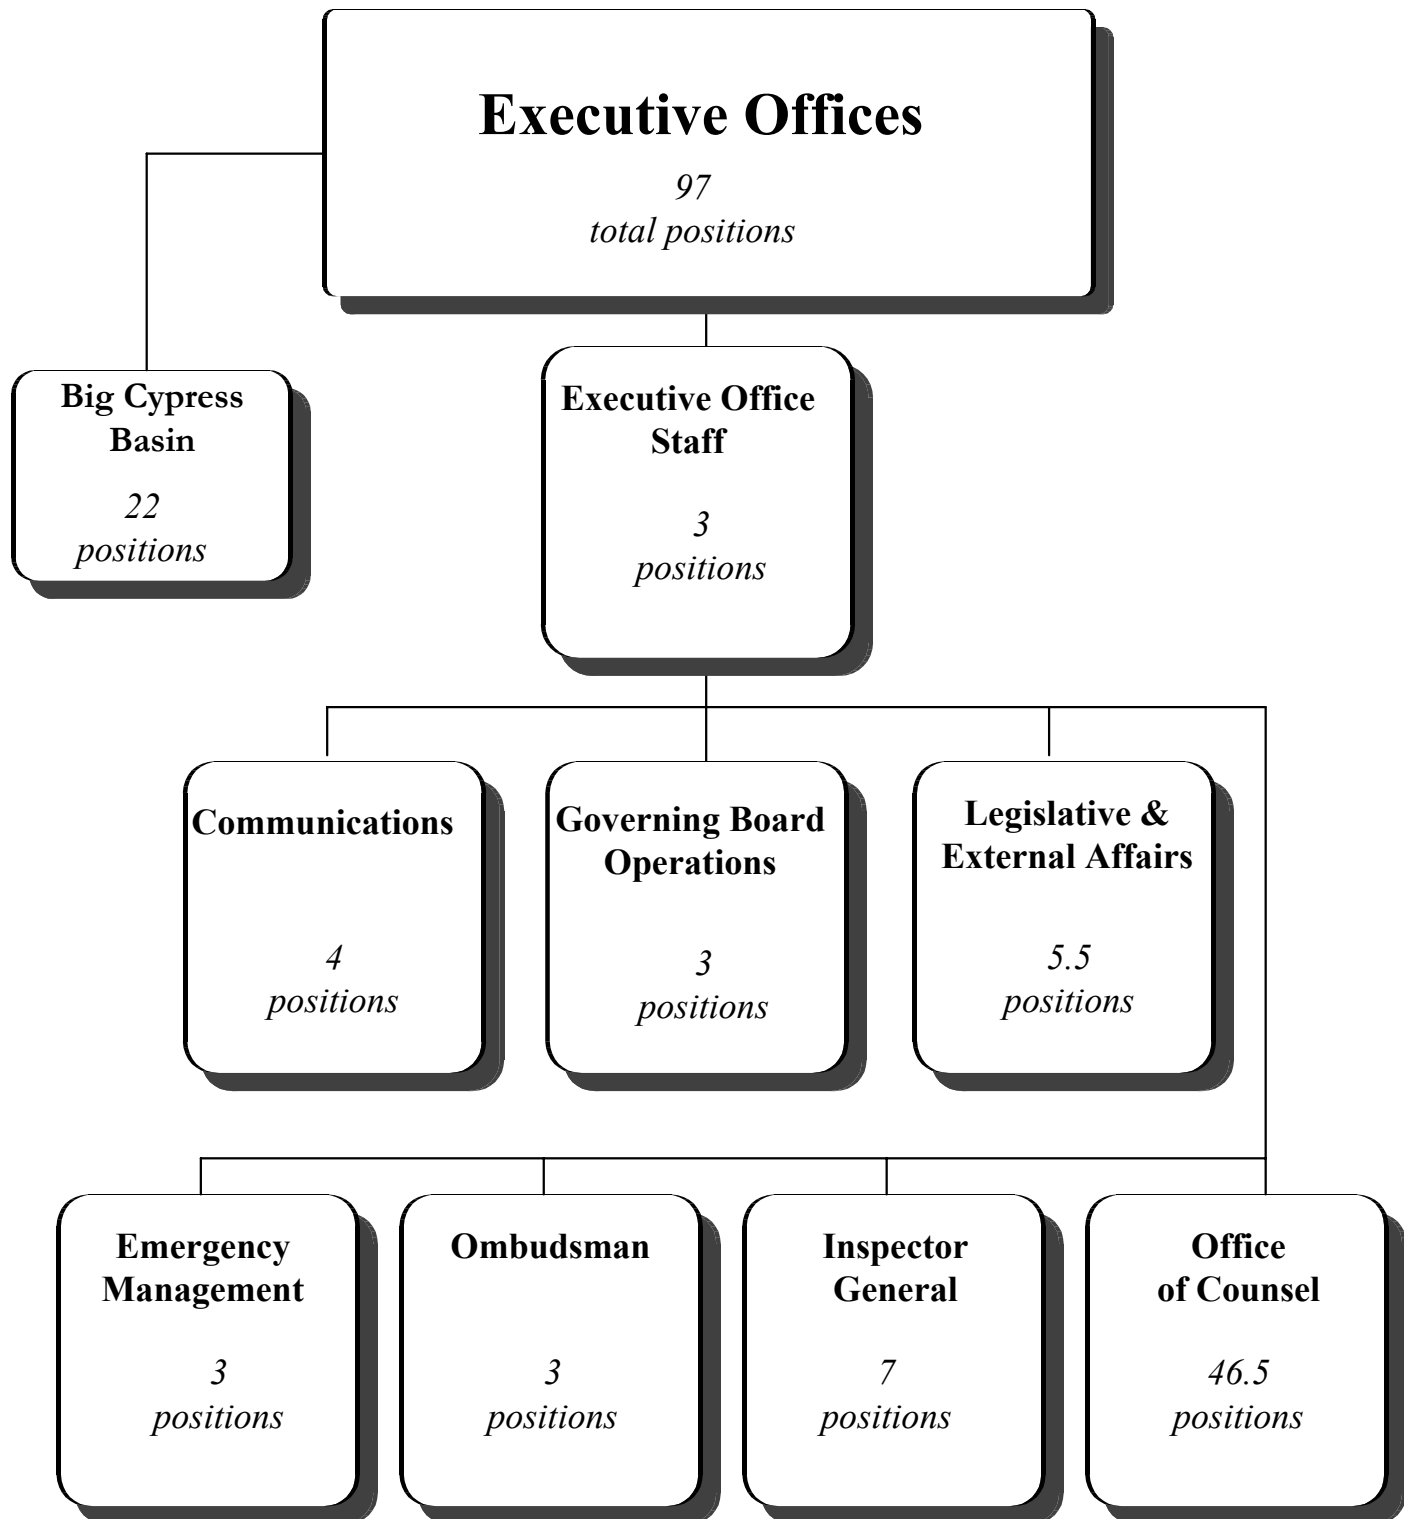 Executive Offices
97
total positions
Big Cypress
Basin
22
positions
Executive Office
Staff
3
positions
Communications
4
positions
Governing Board
Operations
3
positions
Legislative &
External Affairs
5.5
positions
Emergency
Management
3
positions
Ombudsman
3
positions
Inspector
General
7
positions
Office
of Counsel
46.5
positions